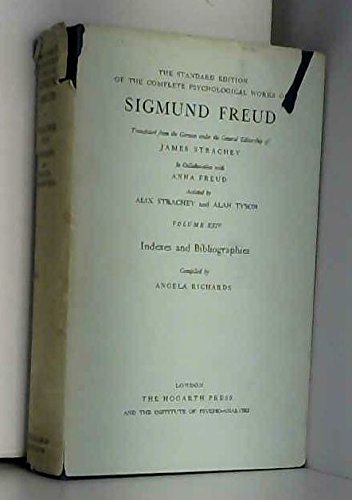 THE STANDARD EDITION
OF THE COMPLETE PSYCHOLOGICAL WORKS
SIGMUND FREUD
Translated from the German under the General Editorship of
JAMES STRACHEY
In Collaboration with
ANNA FREUD
Assisted by
ALIX STRACHEY and ALAN TYSON
VOLUME XXIV
Indexes and Bibliographies
Compiled by
ANGELA RICHARDS
LONDON
THE HOGARTH PRESS
AND THE INSTITUTE OF PSYCHO-ANALYSIS